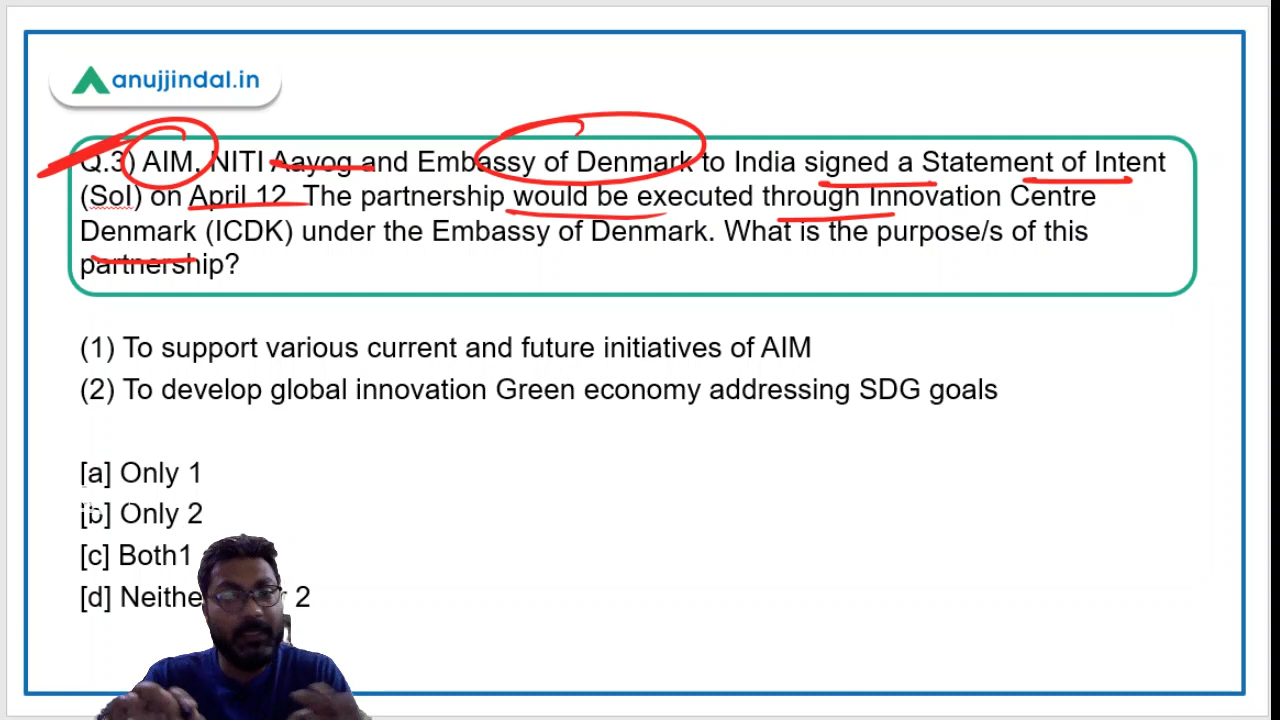 anujjindal.in
Q.3) AIM, NITI Aayog and Embassy of Denmark to India signed a Statement of Intent
(SoI) on April 12. The partnership would be executed through Innovation Centre
Denmark (ICDK) under the Embassy of Denmark. What is the purpose/s of this
partnership?
(1) To support various current and future initiatives of AIM
(2) To develop global innovation Green economy addressing SDG goals
[a] Only 1
[b] Only 2
[c] Both1
[d] 2